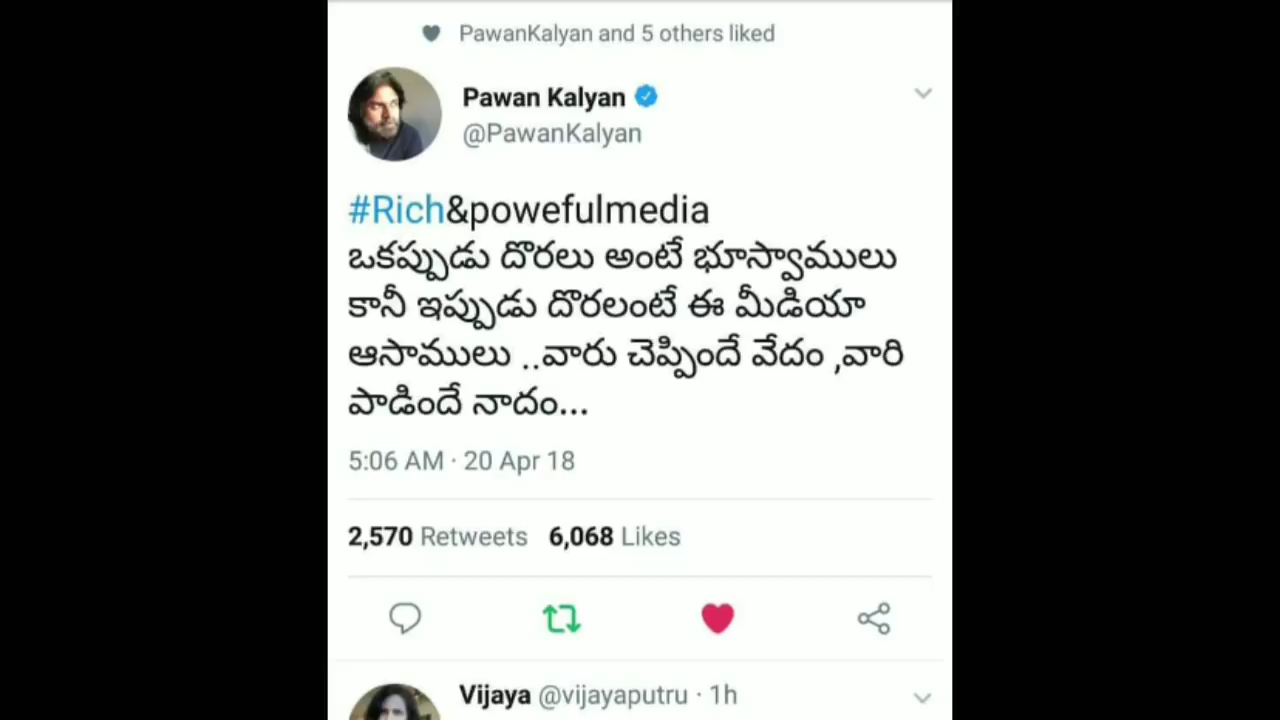 PawanKalyan and 5 others liked
Pawan Kalyan
@PawanKalyan
#Rich&powefulmedia
ఒకప్పుడు దొరలు అంటే భూస్వాములు
కానీ ఇప్పుడు దొరలంటే ఈ మీడియా
ఆసాములు ..వారు చెప్పిందే వేదం ,వారి
పాడిందే నాదం...
5:06 AM · 20 Apr 18
2,570 Retweets 6,068 Likes
Vijaya @vijayaputru · 1h